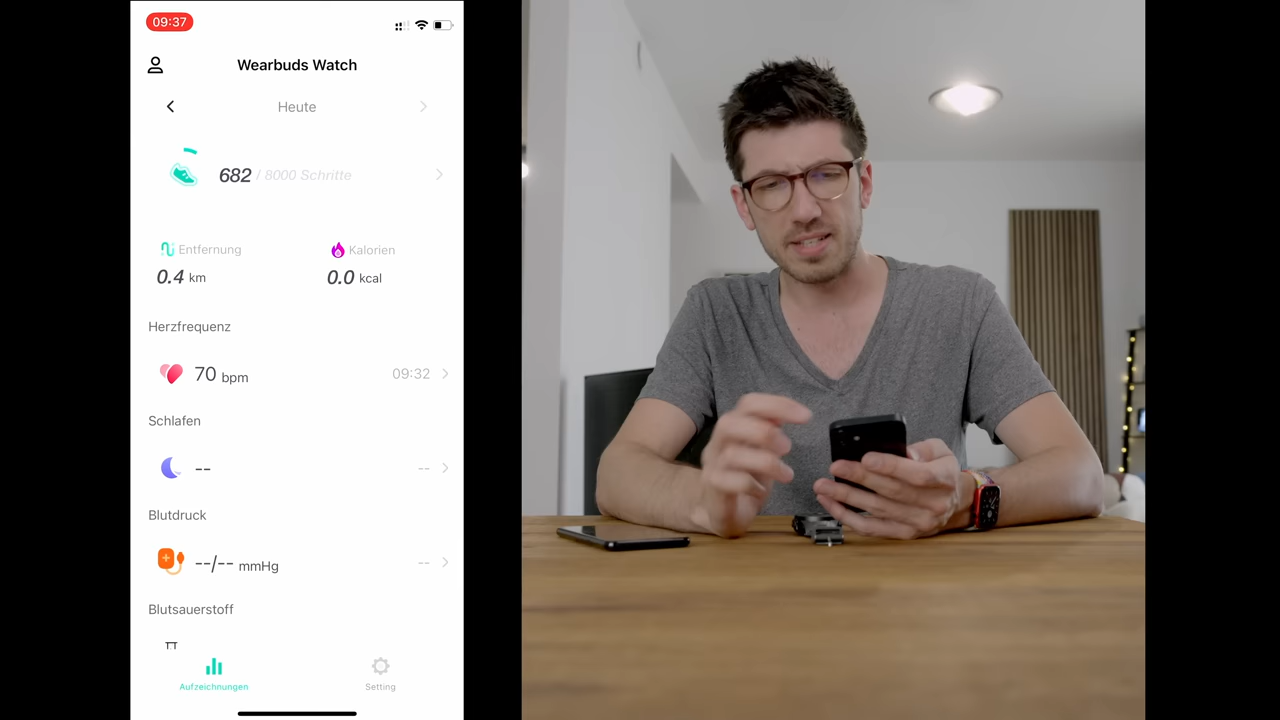 09:37
Wearbuds Watch
Heute
682 / 8000 Schritte
Entfernung
Kalorien
0.4 km
0.0 kcal
Herzfrequenz
70 bpm
09:32
Schlafen
--
--
Blutdruck
--/-- mmHg
--
Blutsauerstoff
Aufzeichnungen
Setting